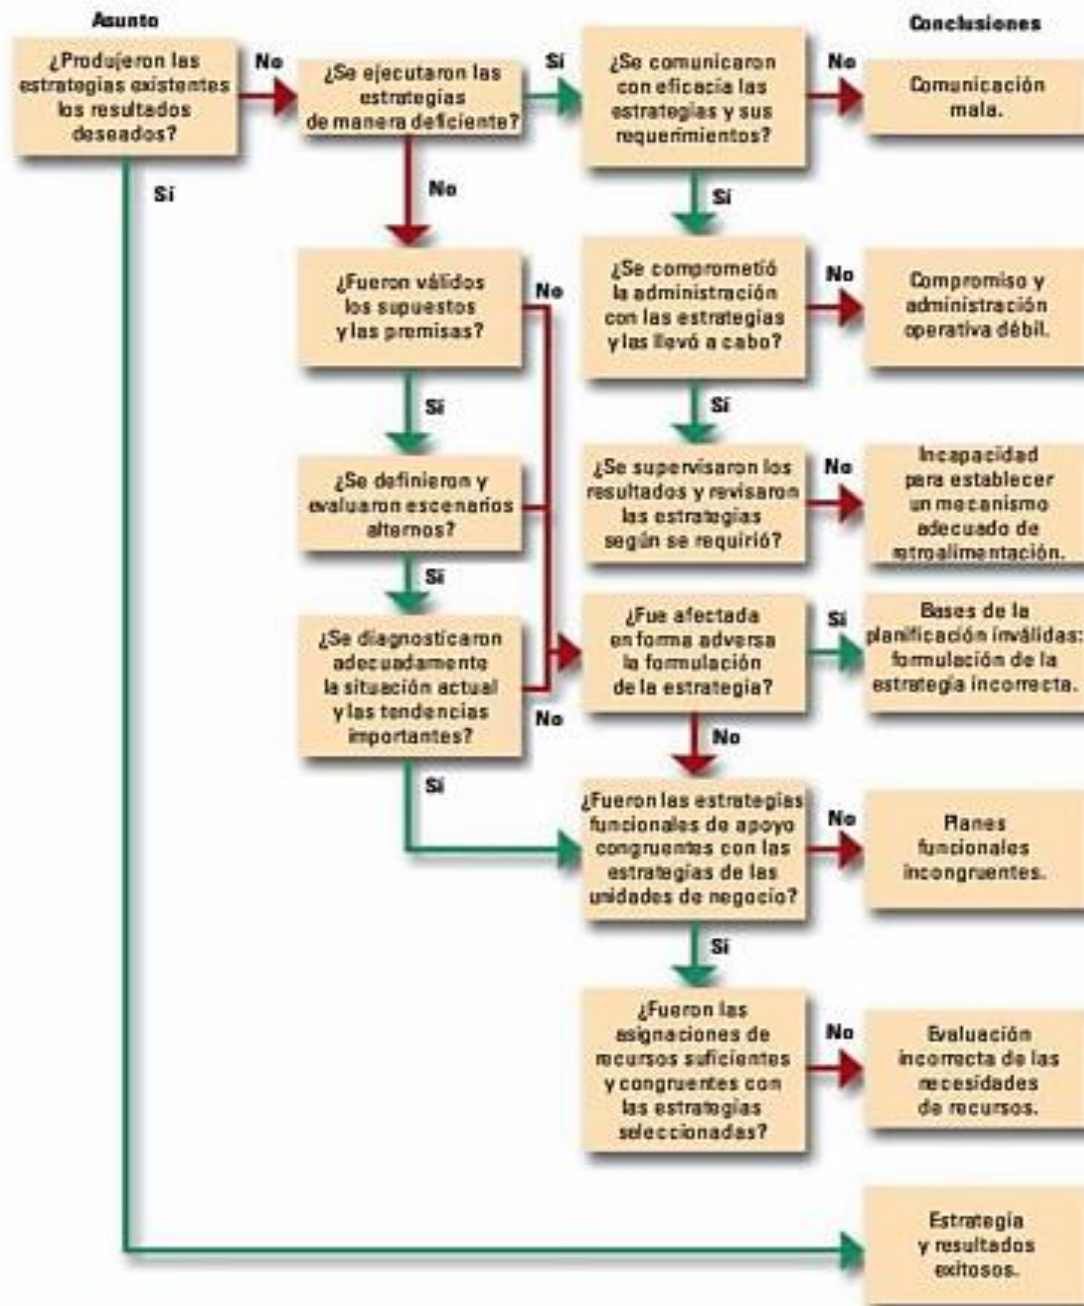 Asunto
Conclusiones
¿Produjeron las
estrategias existentes
los resultados
deseados?
No
¿Se ejecutaron las
estrategias
de manera deficiente?
Sí
¿Se comunicaron
con eficacia las
estrategias y sus
requerimientos?
No
Comunicación
mala.
Sí
No
Sí
¿Fueron válidos
los supuestos
y las premisas?
No
¿Se comprometió
la administración
con las estrategias
y las llevó a cabo?
No
Compromiso y
administración
operativa débil.
Sí
Sí
¿Se definieron y
evaluaron escenarios
alternos?
¿Se supervisaron los
resultados y revisaron
las estrategias
según se requirió?
No
Incapacidad
para establecer
un mecanismo
adecuado de
retroalimentación.
Sí
¿Se diagnosticaron
adecuadamente
la situación actual
y las tendencias
importantes?
No
¿Fue afectada
en forma adversa
la formulación
de la estrategia?
Sí
Bases de la
planificación inválidas:
formulación de la
estrategia incorrecta.
No
Sí
¿Fueron las estrategias
funcionales de apoyo
congruentes con las
estrategias de las
unidades de negocio?
No
Planes
funcionales
incongruentes.
Sí
¿Fueron las
asignaciones de
recursos suficientes
y congruentes con
las estrategias
seleccionadas?
No
Evaluación
incorrecta de las
necesidades
de recursos.
Estrategia
y resultados
exitosos.